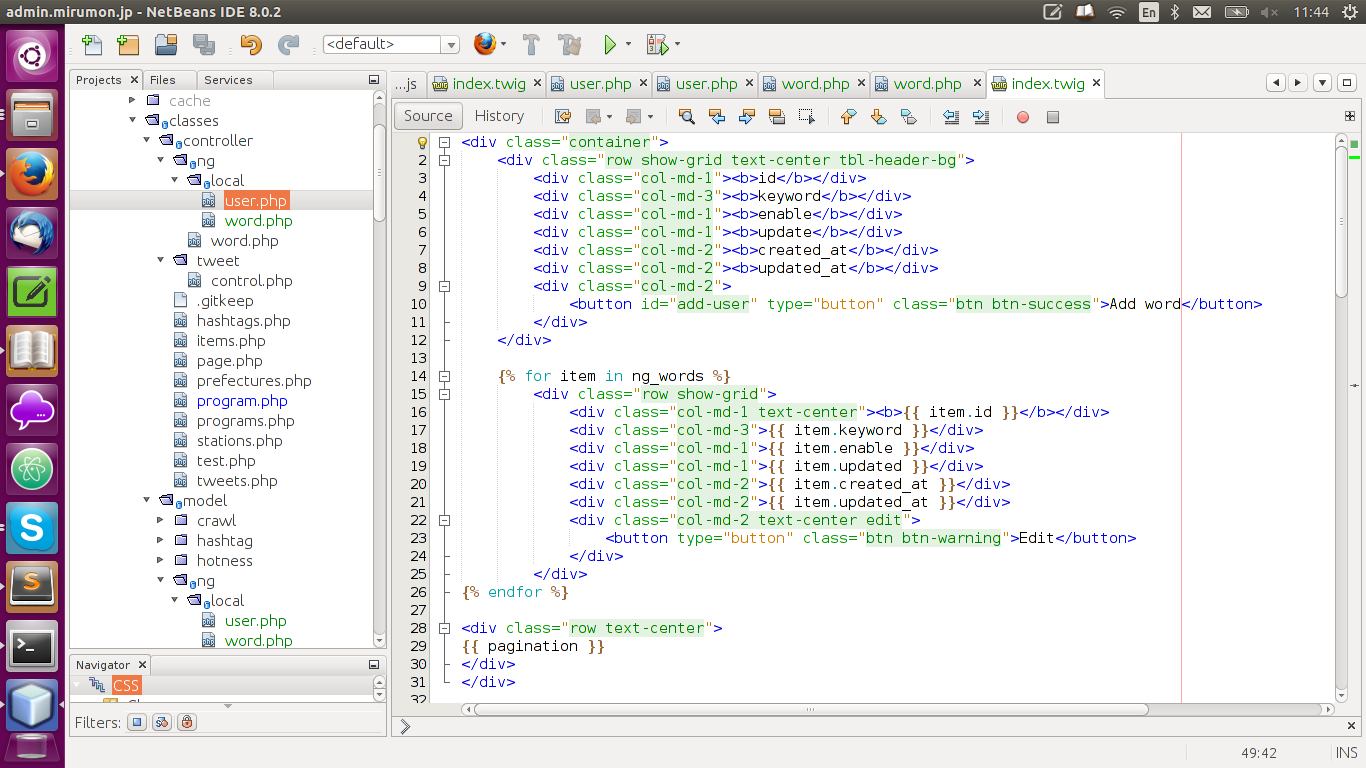 admin.mirumon.jp - NetBeans IDE 8.0.2
En
11:44
<default>
Projects
Files
Services
...js
index.twig
user.php
user.php
word.php
word.php
index.twig
Source
History
cache
classes
controller
ng
local
user.php
word.php
word.php
tweet
control.php
.gitkeep
hashtags.php
items.php
page.php
prefectures.php
program.php
programs.php
stations.php
test.php
tweets.php
model
crawl
hashtag
hotness
ng
local
user.php
word.php
Navigator
CSS
Filters:
<div class="container">
2 <div class="row show-grid text-center tbl-header-bg">
3 <div class="col-md-1"><b>id</b></div>
4 <div class="col-md-3"><b>keyword</b></div>
5 <div class="col-md-1"><b>enable</b></div>
6 <div class="col-md-1"><b>update</b></div>
7 <div class="col-md-2"><b>created_at</b></div>
8 <div class="col-md-2"><b>updated_at</b></div>
9 <div class="col-md-2">
10 <button id="add-user" type="button" class="btn btn-success">Add word</button>
11 </div>
12 </div>
13
14 {% for item in ng_words %}
15 <div class="row show-grid">
16 <div class="col-md-1 text-center"><b>{{ item.id }}</b></div>
17 <div class="col-md-3">{{ item.keyword }}</div>
18 <div class="col-md-1">{{ item.enable }}</div>
19 <div class="col-md-1">{{ item.updated }}</div>
20 <div class="col-md-2">{{ item.created_at }}</div>
21 <div class="col-md-2">{{ item.updated_at }}</div>
22 <div class="col-md-2 text-center edit">
23 <button type="button" class="btn btn-warning">Edit</button>
24 </div>
25 </div>
26 {% endfor %}
27
28 <div class="row text-center">
29 {{ pagination }}
30 </div>
31 </div>
32
49:42
INS